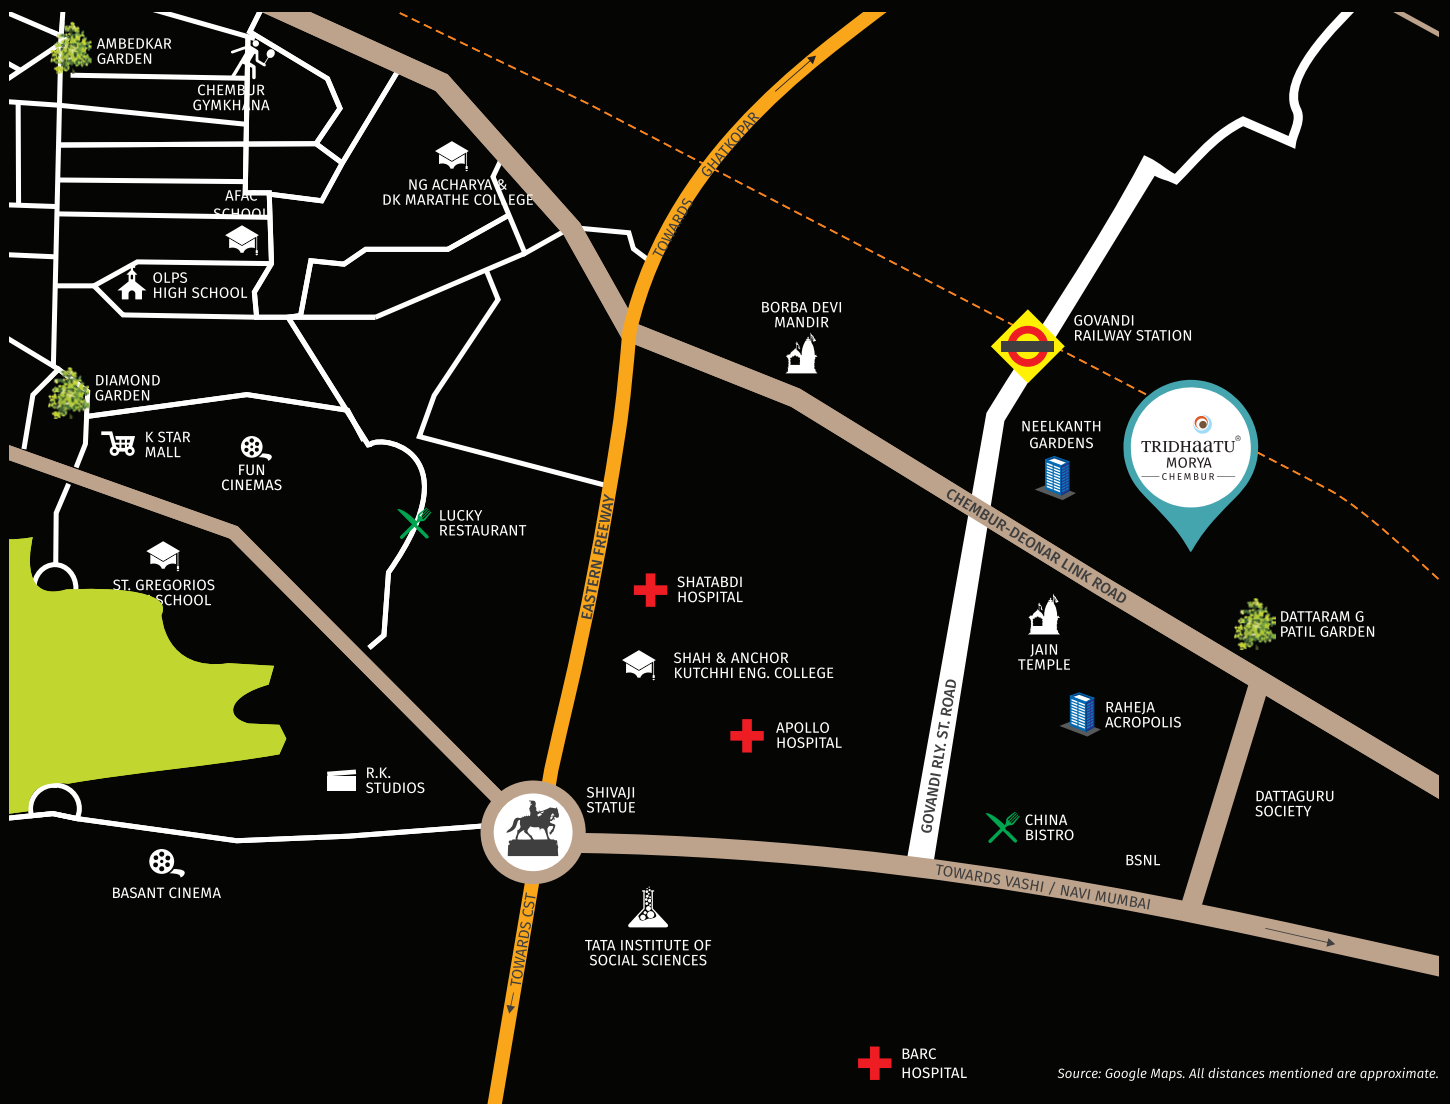 AMBEDKAR
GARDEN
CHEMBUR
GYMKHANA
NG ACHARYA &
DK MARATHE COLLEGE
AFAC
SCHOOL
OLPS
HIGH SCHOOL
TOWARDS GHATKOPAR
BORBA DEVI
MANDIR
GOVANDI
RAILWAY STATION
DIAMOND
GARDEN
K STAR
MALL
FUN
CINEMAS
NEELKANTH
GARDENS
TRIDHaaTU®
MORYA
CHEMBUR
LUCKY
RESTAURANT
EASTERN FREEWAY
CHEMBUR-DEONAR LINK ROAD
ST. GREGORIOS
SCHOOL
SHATABDI
HOSPITAL
DATTARAM G
PATIL GARDEN
JAIN
TEMPLE
SHAH & ANCHOR
KUTCHHI ENG. COLLEGE
RAHEJA
ACROPOLIS
APOLLO
HOSPITAL
GOVANDI RLY. ST. ROAD
R.K.
STUDIOS
SHIVAJI
STATUE
DATTAGURU
SOCIETY
CHINA
BISTRO
BSNL
BASANT CINEMA
TOWARDS VASHI / NAVI MUMBAI
TOWARDS CST
TATA INSTITUTE OF
SOCIAL SCIENCES
BARC
HOSPITAL
Source: Google Maps. All distances mentioned are approximate.